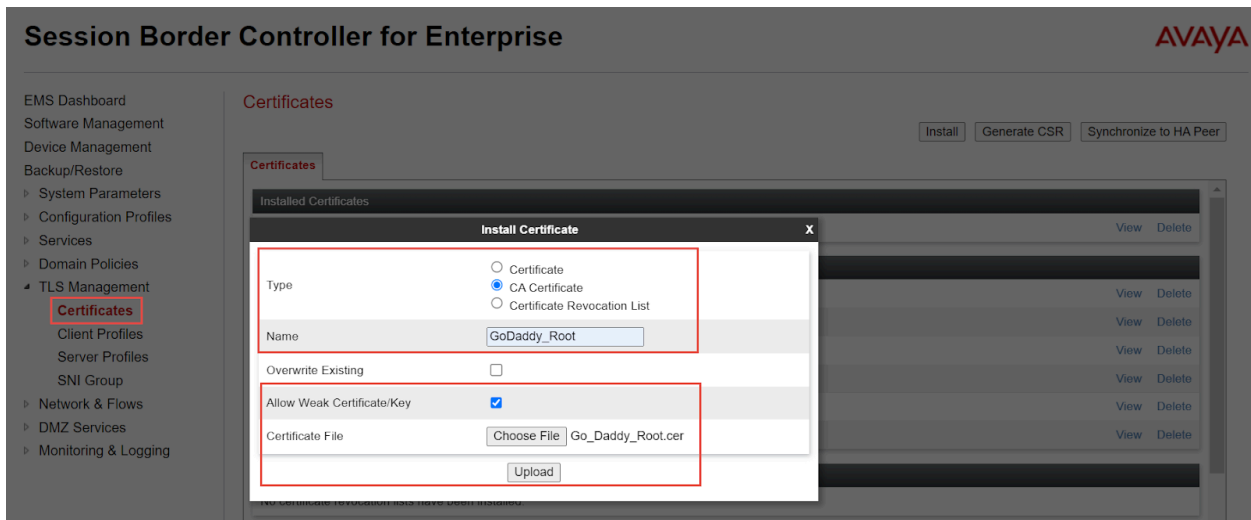 Session Border Controller for Enterprise
AVAYA
EMS Dashboard
Software Management
Device Management
Backup/Restore
System Parameters
Configuration Profiles
Services
Domain Policies
TLS Management
Certificates
Client Profiles
Server Profiles
SNI Group
Network & Flows
DMZ Services
Monitoring & Logging
Certificates
Install Generate CSR Synchronize to HA Peer
Certificates
Installed Certificates
View Delete
View Delete
View Delete
View Delete
View Delete
View Delete
View Delete
Install Certificate X
Type
Certificate
CA Certificate
Certificate Revocation List
Name GoDaddy_Root
Overwrite Existing
Allow Weak Certificate/Key
Certificate File Choose File Go_Daddy_Root.cer
Upload
No certificate revocation lists have been installed.